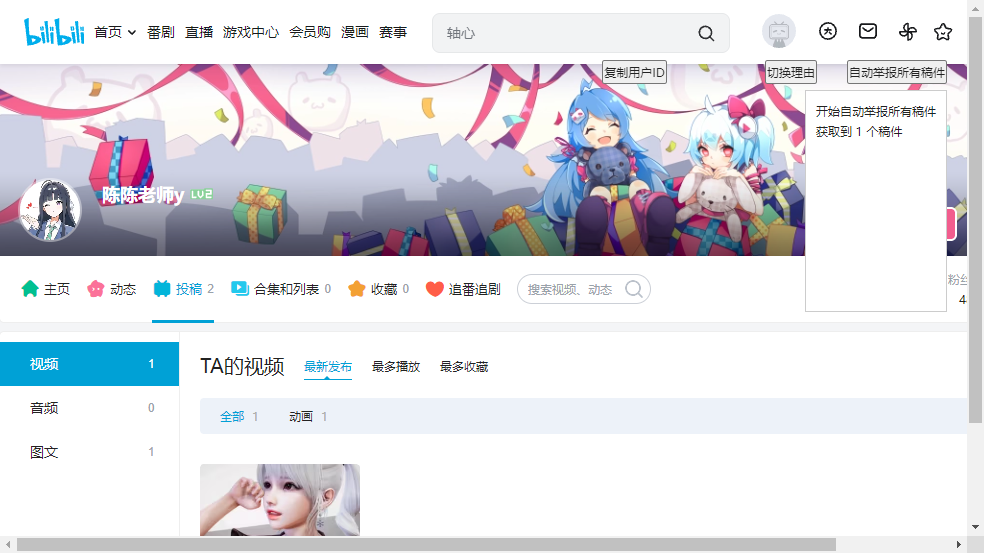 bilibili 首页 番剧 直播 游戏中心 会员购 漫画 赛事 轴心
复制用户ID 切换理由 自动举报所有稿件
开始自动举报所有稿件
获取到 1 个稿件
陈陈老师y LV2
主页 动态 投稿 2 合集和列表 0 收藏 0 追番追剧 搜索视频、动态 粉丝
4
视频 1
音频 0
图文 1
TA的视频 最新发布 最多播放 最多收藏
全部 1 动画 1